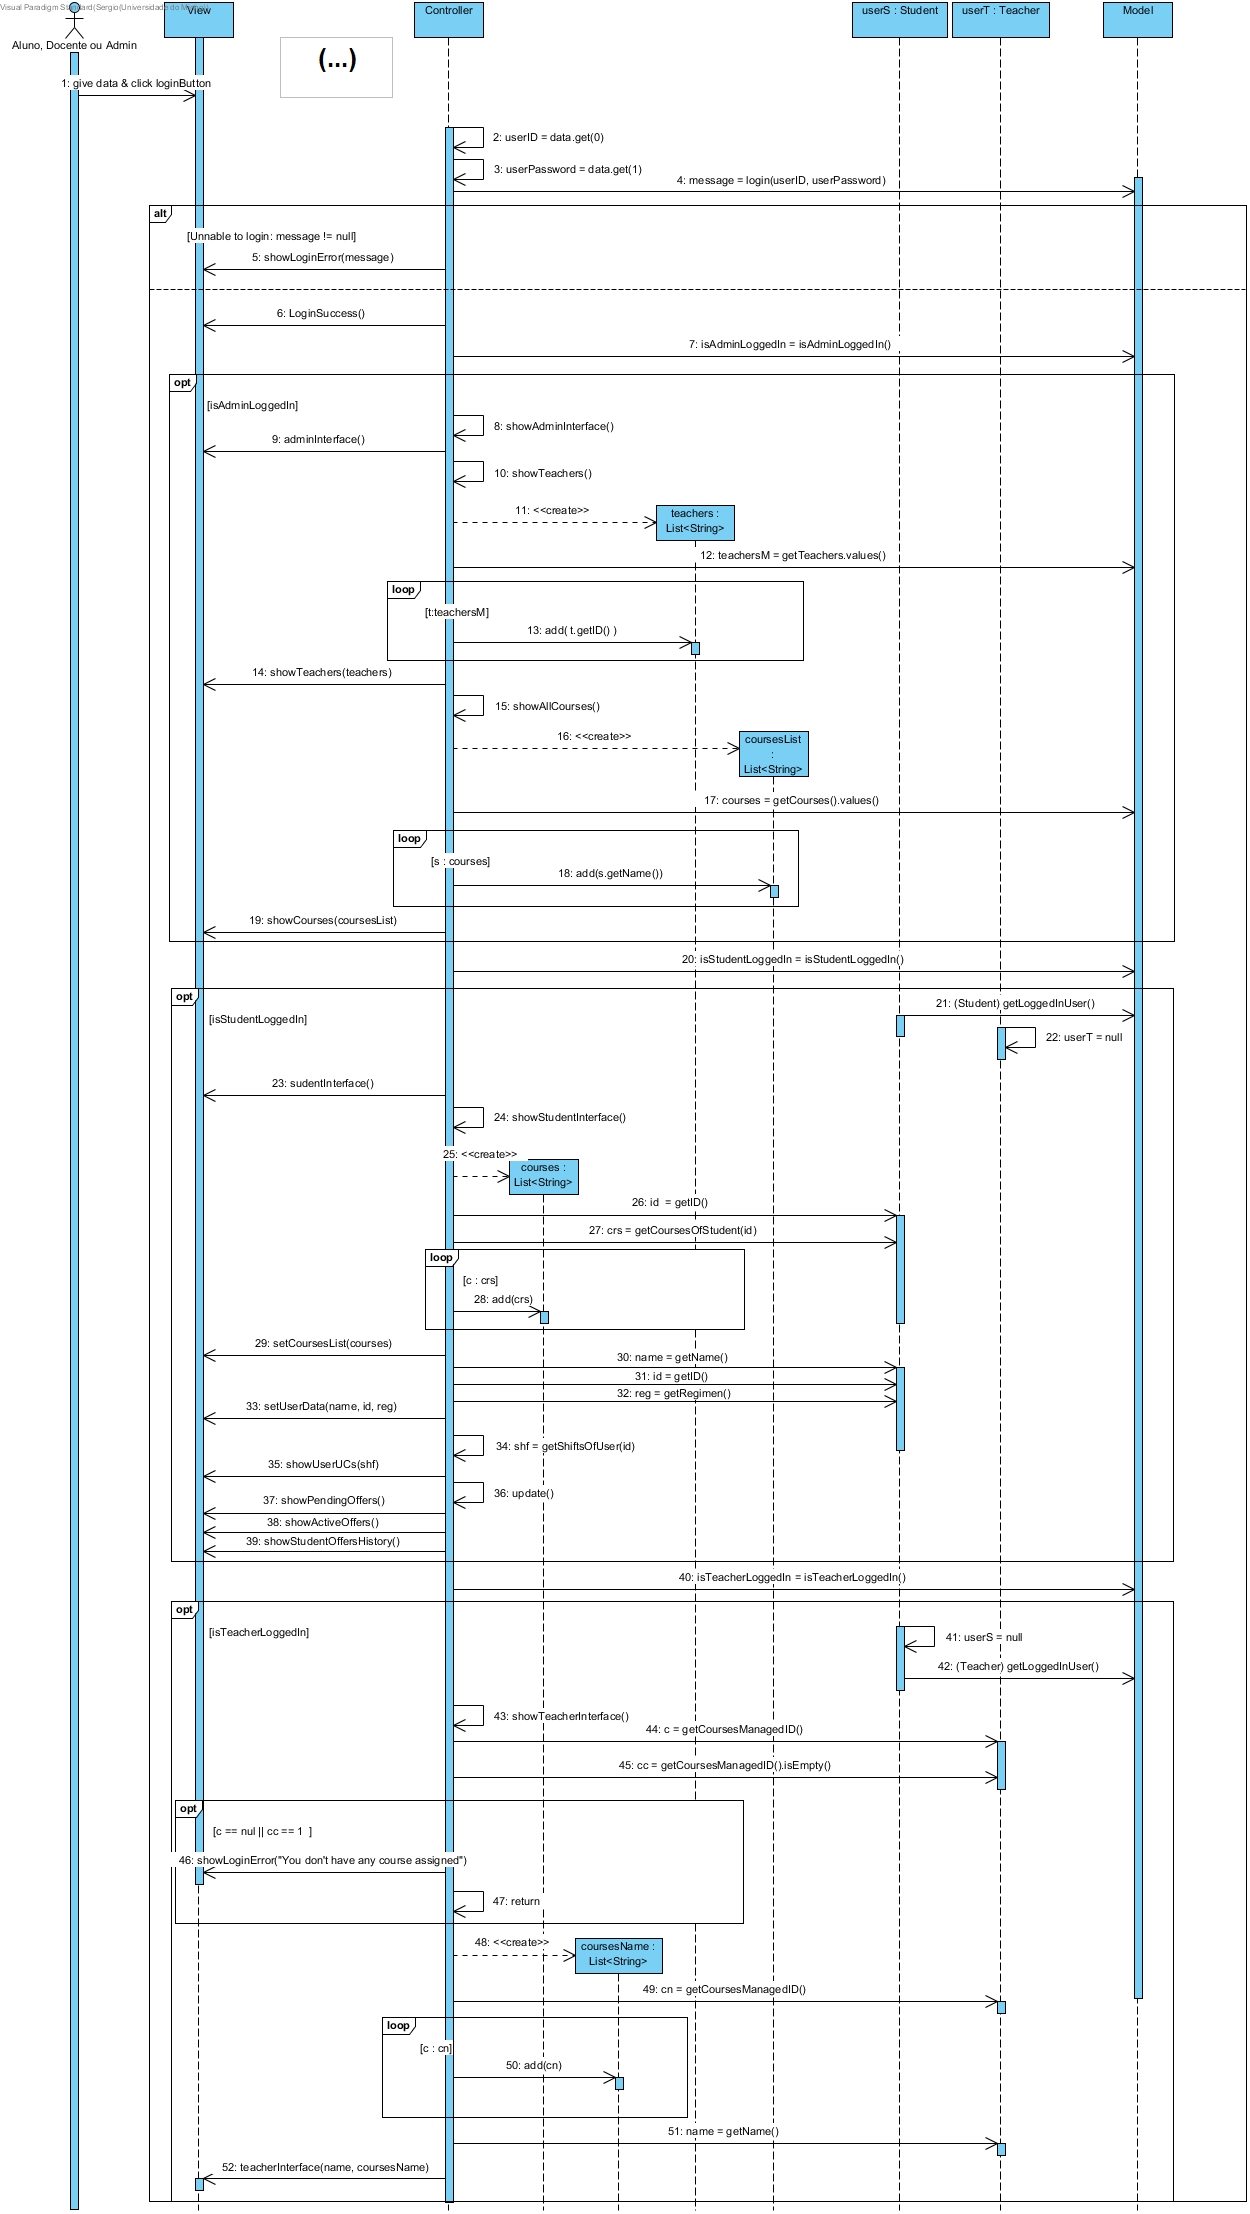 Visual Paradigm Standard(Sergio(Universidade do
View
Controller
userS : Student
userT : Teacher
Model
Aluno, Docente ou Admin
(...)
1: give data & click loginButton
2: userID = data.get(0)
3: userPassword = data.get(1)
4: message = login(userID, userPassword)
alt
[Unnable to login: message != null]
5: showLoginError(message)
6: LoginSuccess()
7: isAdminLoggedIn = isAdminLoggedIn()
opt
[isAdminLoggedIn]
8: showAdminInterface()
9: adminInterface()
10: showTeachers()
11: <<create>>
teachers :
List<String>
12: teachersM = getTeachers.values()
loop
[t:teachersM]
13: add( t.getID() )
14: showTeachers(teachers)
15: showAllCourses()
16: <<create>>
coursesList
:
List<String>
17: courses = getCourses().values()
loop
[s : courses]
18: add(s.getName())
19: showCourses(coursesList)
20: isStudentLoggedIn = isStudentLoggedIn()
opt
[isStudentLoggedIn]
21: (Student) getLoggedInUser()
22: userT = null
23: sudentInterface()
24: showStudentInterface()
25: <<create>>
courses :
List<String>
26: id  = getID()
27: crs = getCoursesOfStudent(id)
loop
[c : crs]
28: add(crs)
29: setCoursesList(courses)
30: name = getName()
31: id = getID()
32: reg = getRegimen()
33: setUserData(name, id, reg)
34: shf = getShiftsOfUser(id)
35: showUserUCs(shf)
36: update()
37: showPendingOffers()
38: showActiveOffers()
39: showStudentOffersHistory()
40: isTeacherLoggedIn = isTeacherLoggedIn()
opt
[isTeacherLoggedIn]
41: userS = null
42: (Teacher) getLoggedInUser()
43: showTeacherInterface()
44: c = getCoursesManagedID()
45: cc = getCoursesManagedID().isEmpty()
opt
[c == nul || cc == 1  ]
46: showLoginError("You don't have any course assigned")
47: return
48: <<create>>
coursesName :
List<String>
49: cn = getCoursesManagedID()
loop
[c : cn]
50: add(cn)
51: name = getName()
52: teacherInterface(name, coursesName)